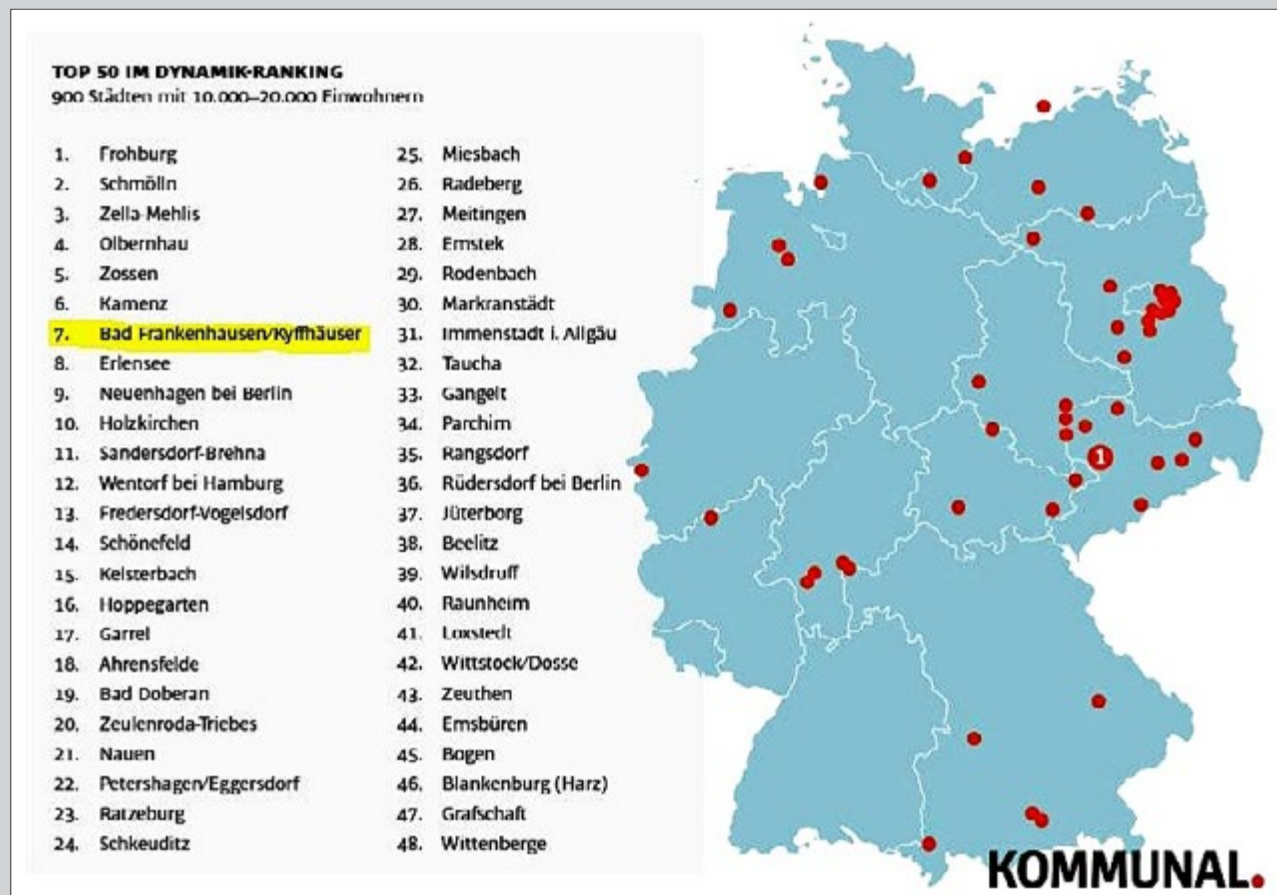 TOP 50 IM DYNAMIK-RANKING
900 Städten mit 10.000–20.000 Einwohnern
1. Frohburg
2. Schmölln
3. Zella-Mehlis
4. Olbernhau
5. Zossen
6. Kamenz
7. Bad Frankenhausen/Kyffhäuser
8. Erlensee
9. Neuenhagen bei Berlin
10. Holzkirchen
11. Sandersdorf-Brehna
12. Wentorf bei Hamburg
13. Fredersdorf-Vogelsdorf
14. Schönefeld
15. Kelsterbach
16. Hoppegarten
17. Garrel
18. Ahrensfelde
19. Bad Doberan
20. Zeulenroda-Triebes
21. Nauen
22. Petershagen/Eggersdorf
23. Ratzeburg
24. Schkeuditz
25. Miesbach
26. Radeberg
27. Meitingen
28. Emstek
29. Rodenbach
30. Markranstädt
31. Immenstadt i. Allgäu
32. Taucha
33. Gangelt
34. Parchim
35. Rangsdorf
36. Rüdersdorf bei Berlin
37. Jüterborg
38. Beelitz
39. Wilsdruff
40. Raunheim
41. Loxstedt
42. Wittstock/Dosse
43. Zeuthen
44. Emsbüren
45. Bogen
46. Blankenburg (Harz)
47. Grafschaft
48. Wittenberge
1
KOMMUNAL.